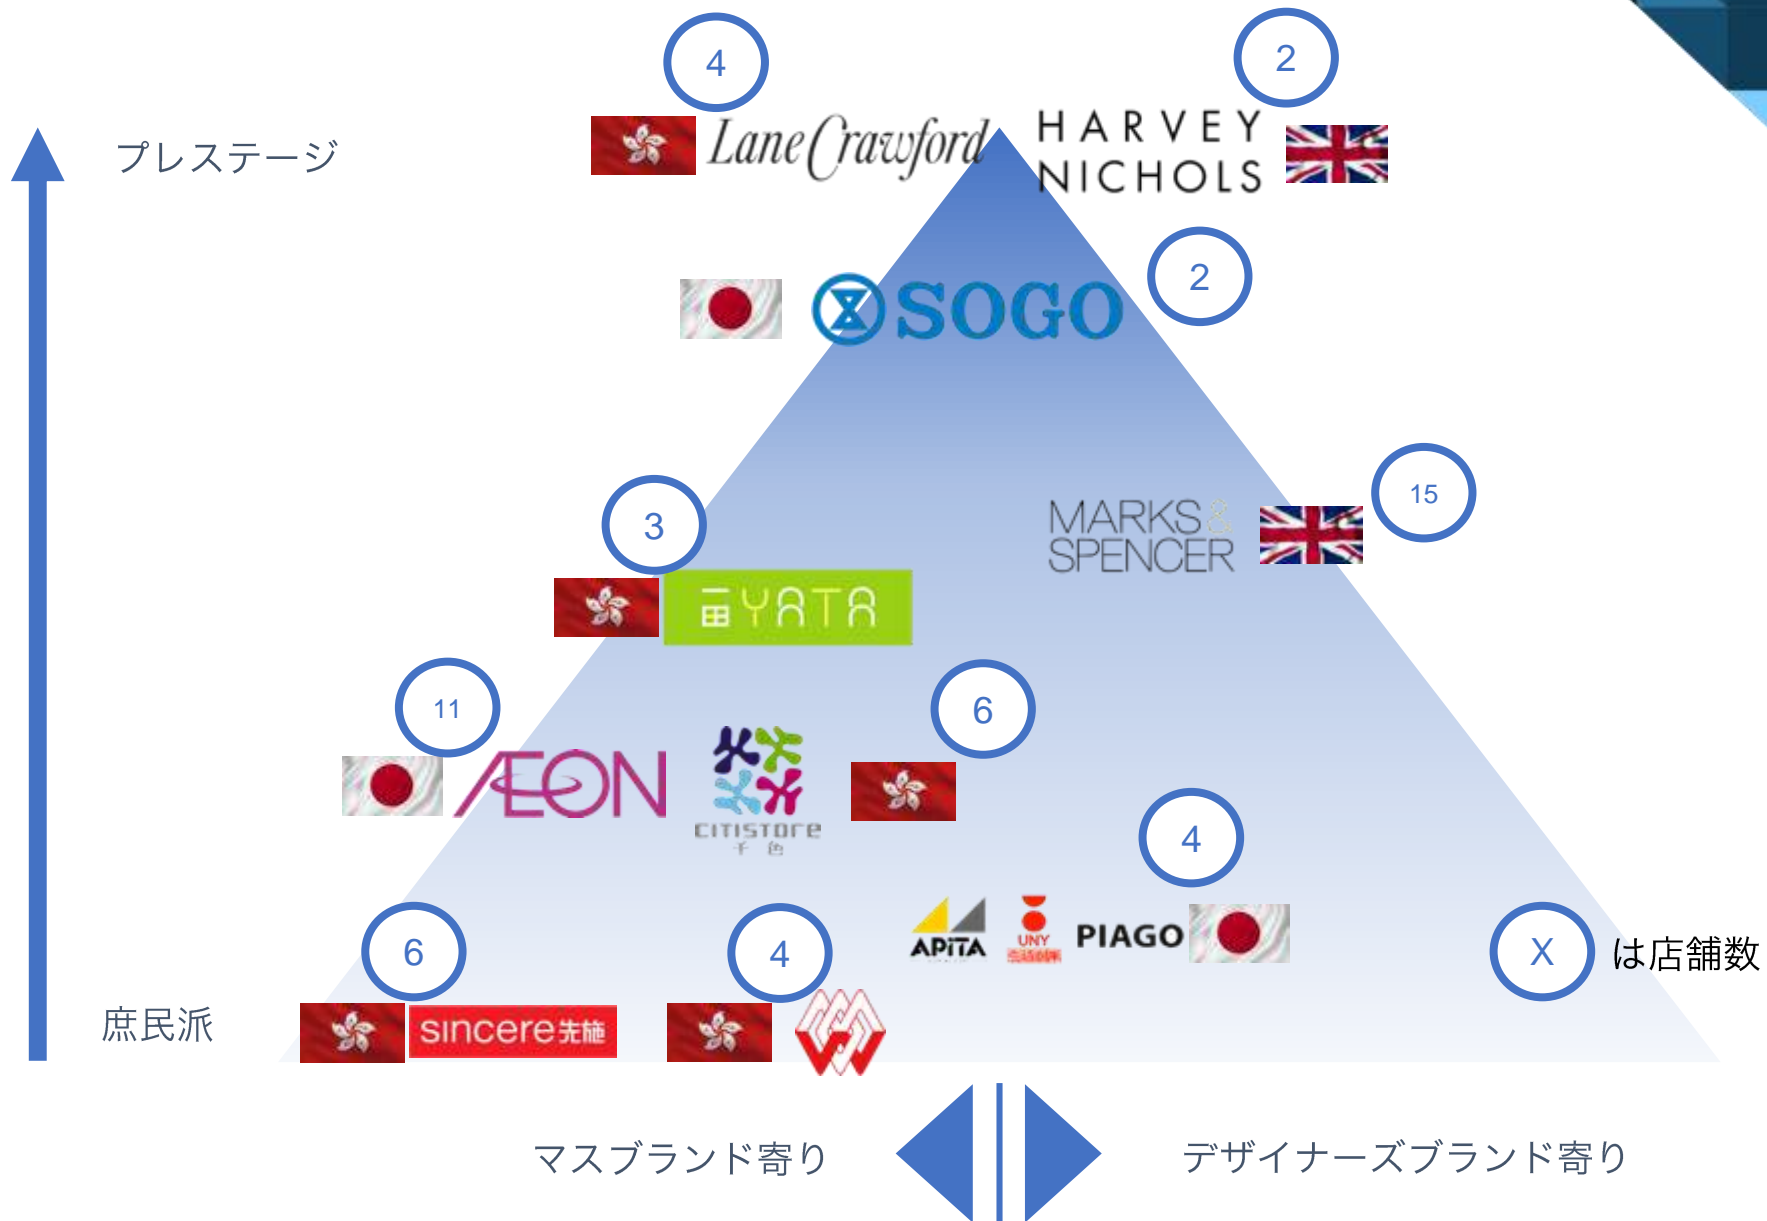 4
2
プレステージ
Lane Crawford
HARVEY
NICHOLS
2
SOGO
3
15
MARKS &
SPENCER
一田 YATA
11
6
ÆON
CITISTORE
千色
4
APiTA
UNY
PIAGO
6
4
X
は店舗数
庶民派
sincere先施
マスブランド寄り
デザイナーズブランド寄り